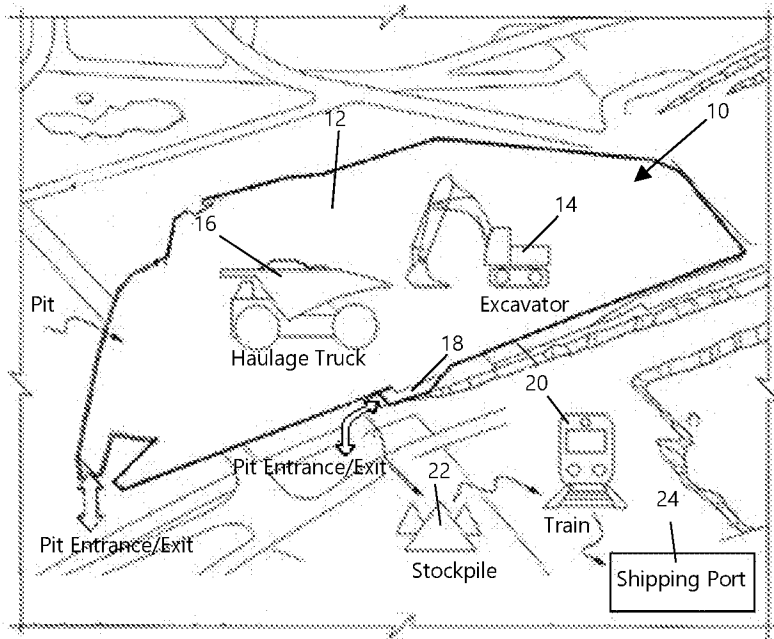 12
10
14
16
Pit
Excavator
Haulage Truck
18
20
Pit Entrance/Exit
22
24
Pit Entrance/Exit
Train
Stockpile
Shipping Port